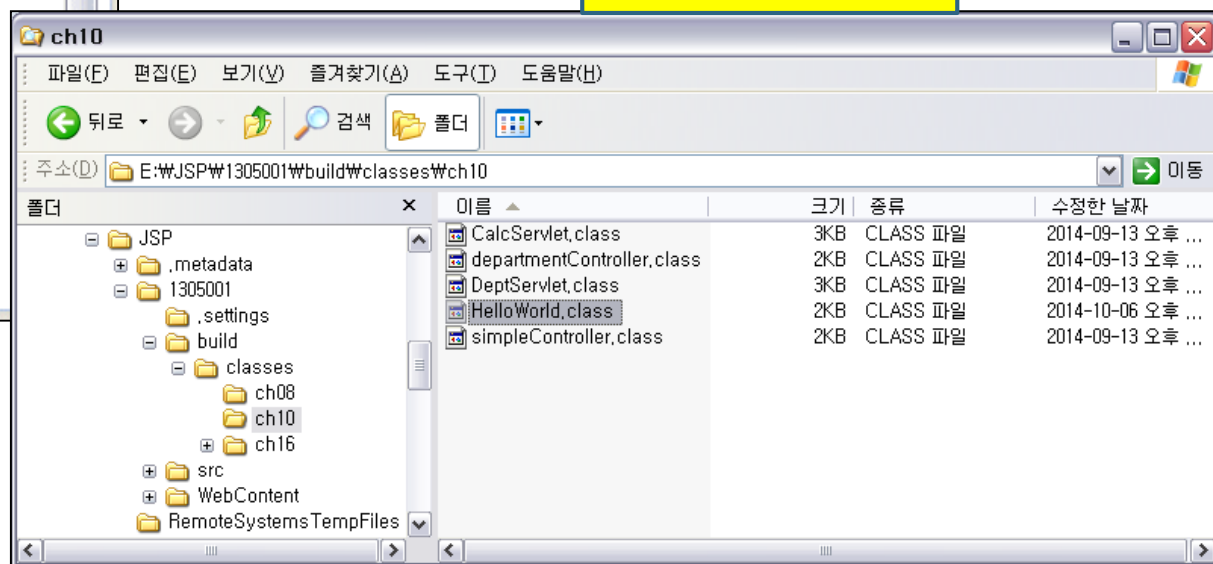 ch10
파일(F) 편집(E) 보기(V) 즐겨찾기(A) 도구(T) 도움말(H)
뒤로 검색 폴더
주소(D) E:₩JSP₩1305001₩build₩classes₩ch10 이동
폴더 × 이름 크기 종류 수정한 날짜
JSP
.metadata
1305001
.settings
build
classes
ch08
ch10
ch16
src
WebContent
RemoteSystemsTempFiles
CalcServlet.class 3KB CLASS 파일 2014-09-13 오후 ...
departmentController.class 2KB CLASS 파일 2014-09-13 오후 ...
DeptServlet.class 3KB CLASS 파일 2014-09-13 오후 ...
HelloWorld.class 2KB CLASS 파일 2014-10-06 오후 ...
simpleController.class 2KB CLASS 파일 2014-09-13 오후 ...